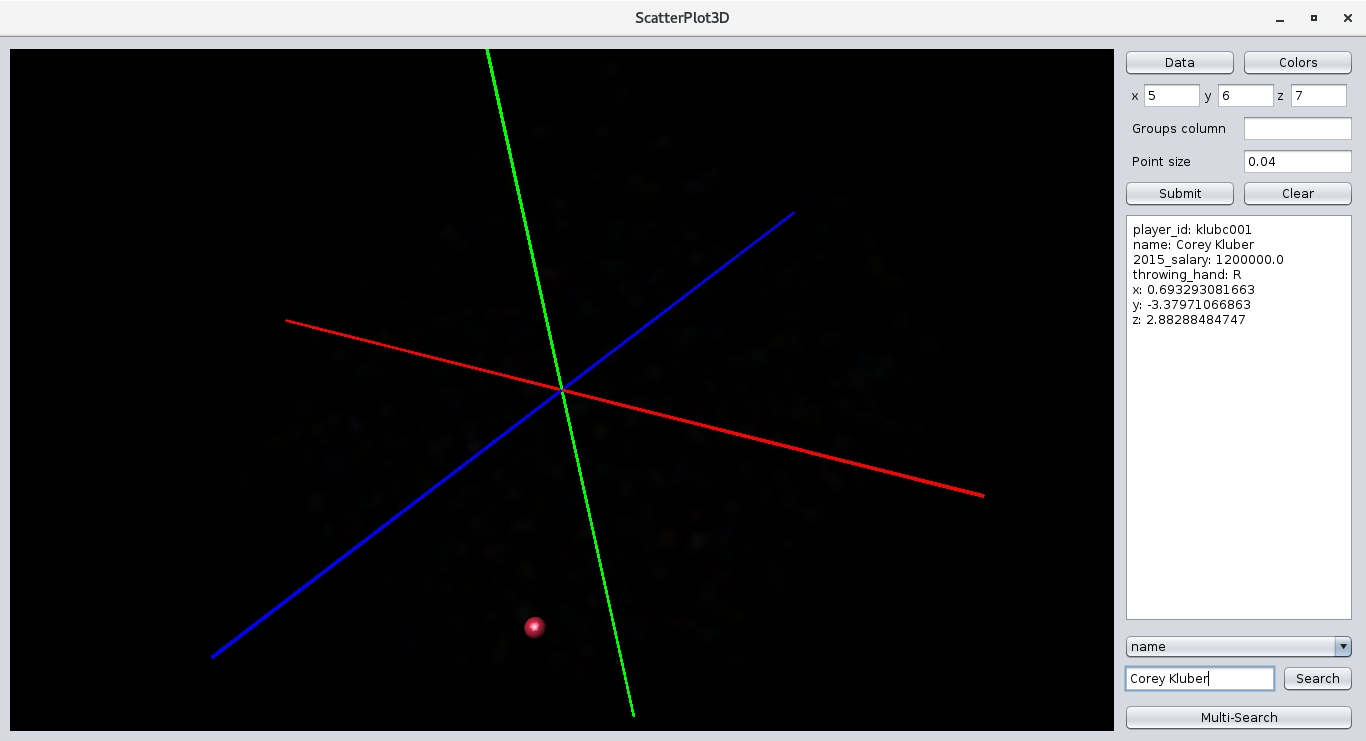 ScatterPlot3D
Data Colors
x 5 y 6 z 7
Groups column
Point size 0.04
Submit Clear
player_id: klubc001
name: Corey Kluber
2015_salary: 1200000.0
throwing_hand: R
x: 0.693293081663
y: -3.37971066863
z: 2.88288484747
name
Corey Kluber Search
Multi-Search